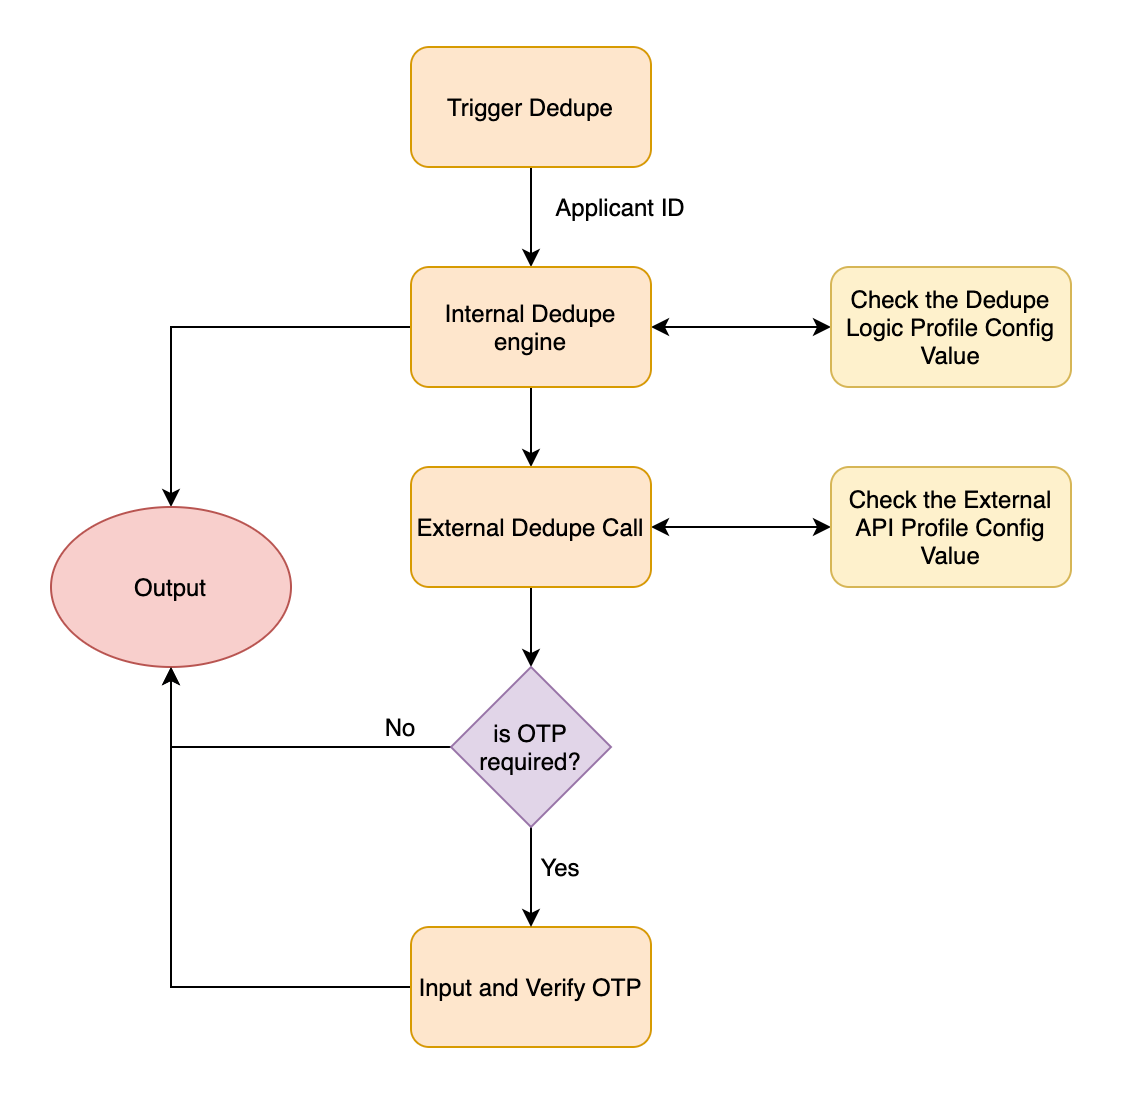 Trigger Dedupe
Applicant ID
Internal Dedupe
engine
Check the Dedupe
Logic Profile Config
Value
External Dedupe Call
Check the External
API Profile Config
Value
Output
No
is OTP
required?
Yes
Input and Verify OTP